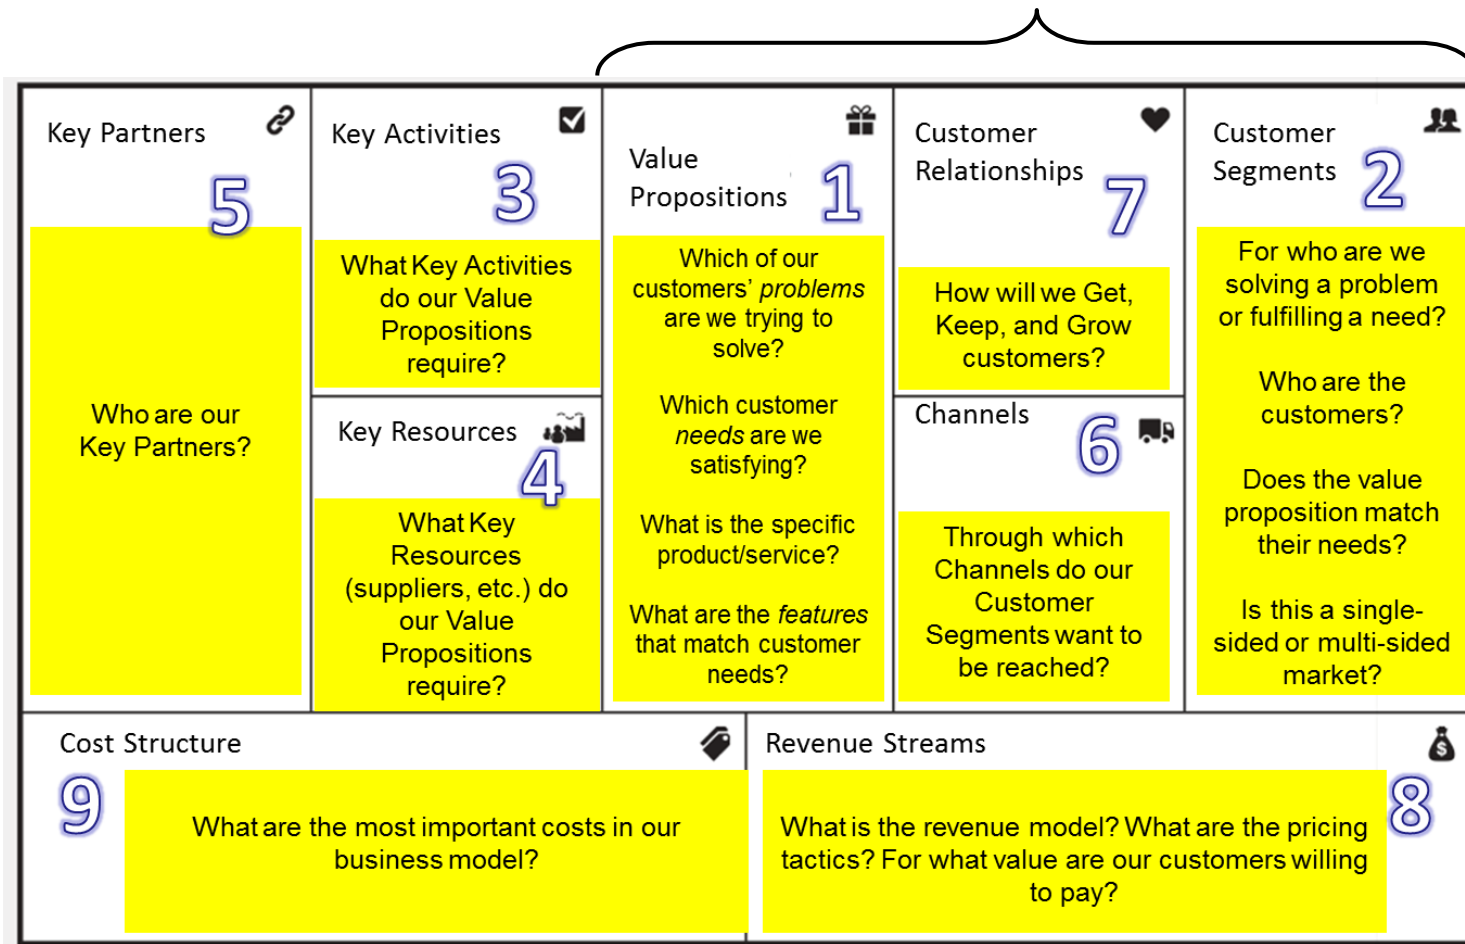 Key Partners
5
Who are our
Key Partners?
Key Activities
3
What Key Activities
do our Value
Propositions
require?
Key Resources
4
What Key
Resources
(suppliers, etc.) do
our Value
Propositions
require?
Value
Propositions
1
Which of our
customers’ problems
are we trying to
solve?
Which customer
needs are we
satisfying?
What is the specific
product/service?
What are the features
that match customer
needs?
Customer
Relationships
7
How will we Get,
Keep, and Grow
customers?
Channels
6
Through which
Channels do our
Customer
Segments want to
be reached?
Customer
Segments
2
For who are we
solving a problem
or fulfilling a need?
Who are the
customers?
Does the value
proposition match
their needs?
Is this a single-
sided or multi-sided
market?
Cost Structure
9
What are the most important costs in our
business model?
Revenue Streams
$
8
What is the revenue model? What are the pricing
tactics? For what value are our customers willing
to pay?